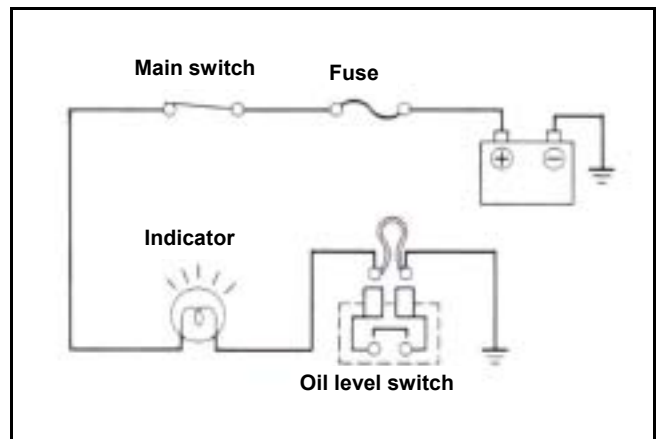 Main switch
Fuse
+ −
Indicator
Oil level switch